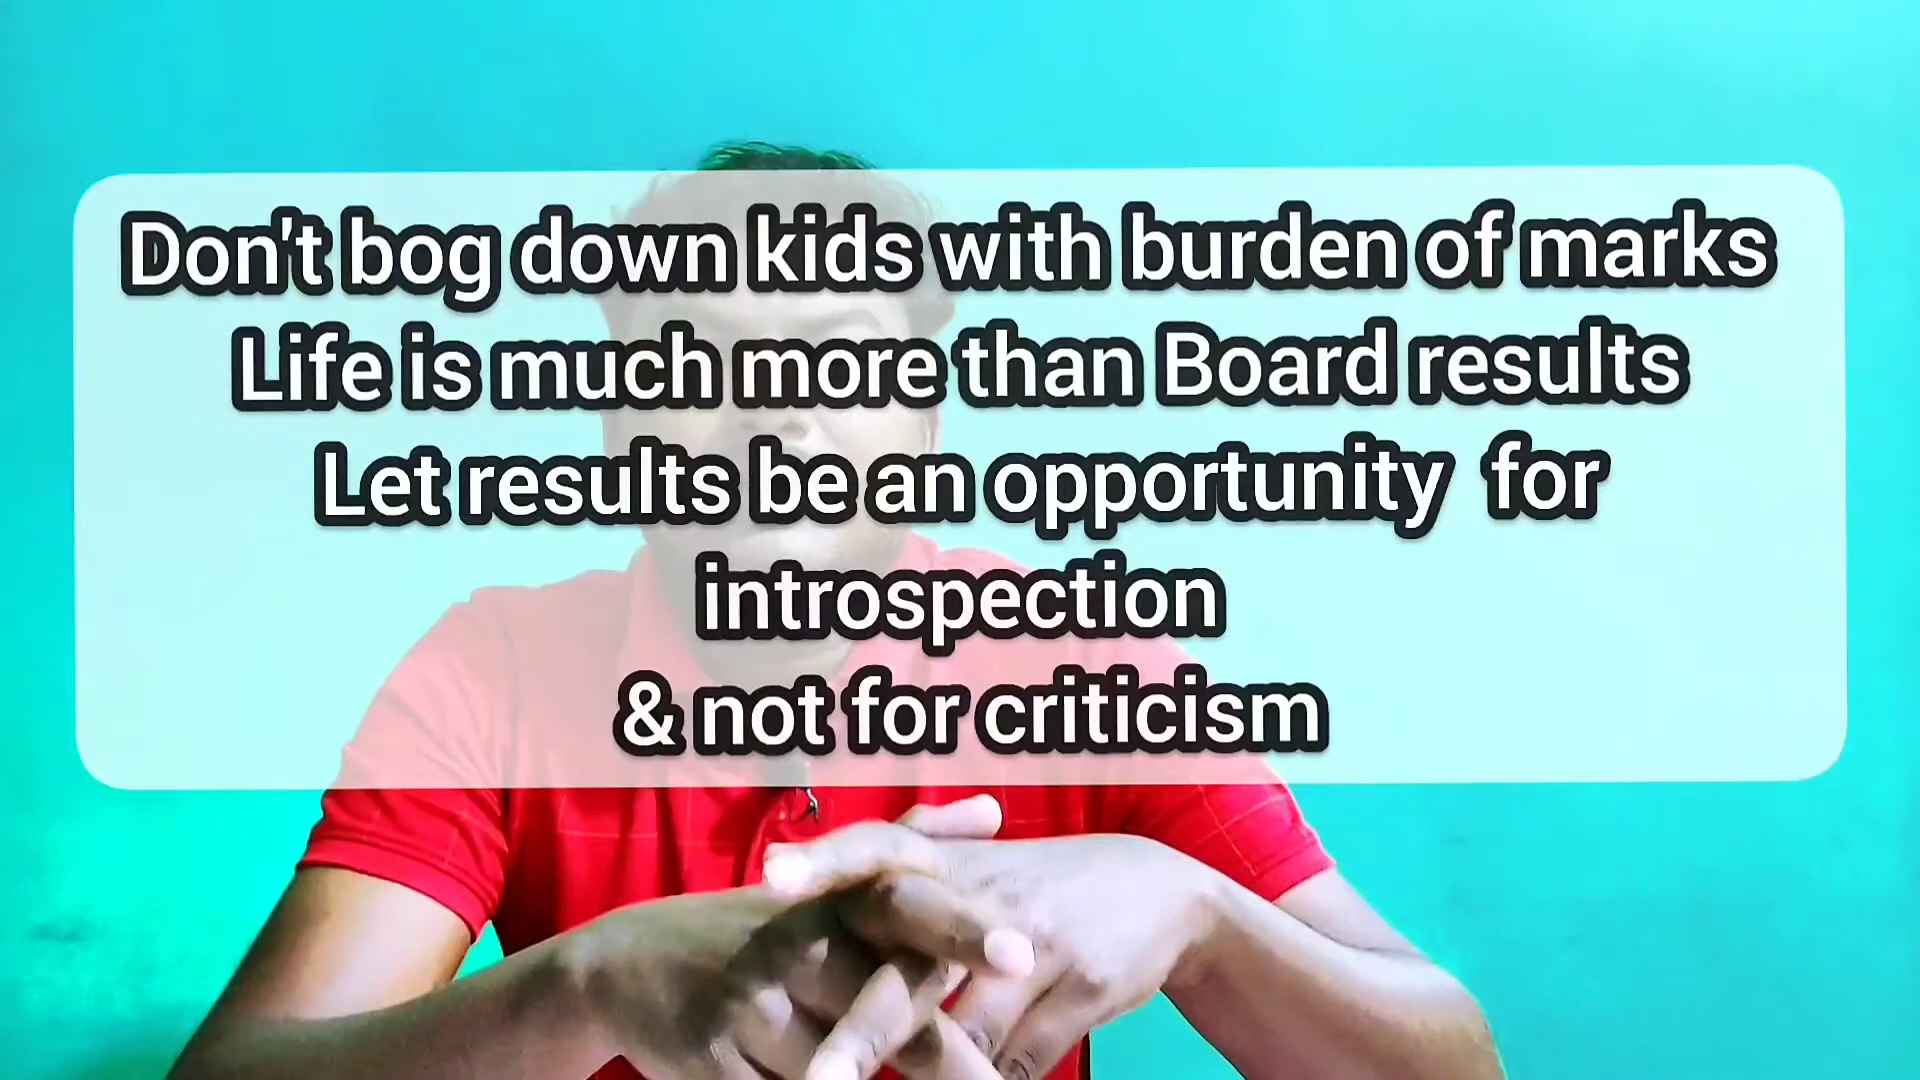 Don't bog down kids with burden of marks
Life is much more than Board results
Let results be an opportunity for
introspection
& not for criticism